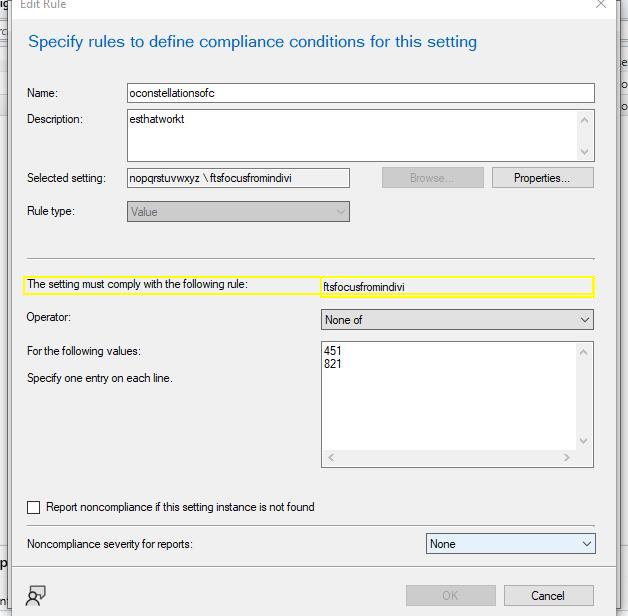 Edit Rule
Specify rules to define compliance conditions for this setting
Name:
oconstellationsofc
Description:
esthatworkt
Selected setting:
nopqrstuvwxyz \ ftsfocusfromindivi
Browse...
Properties...
Rule type:
Value
The setting must comply with the following rule:
ftsfocusfromindivi
Operator:
None of
For the following values:
451
821
Specify one entry on each line.
Report noncompliance if this setting instance is not found
Noncompliance severity for reports:
None
OK
Cancel